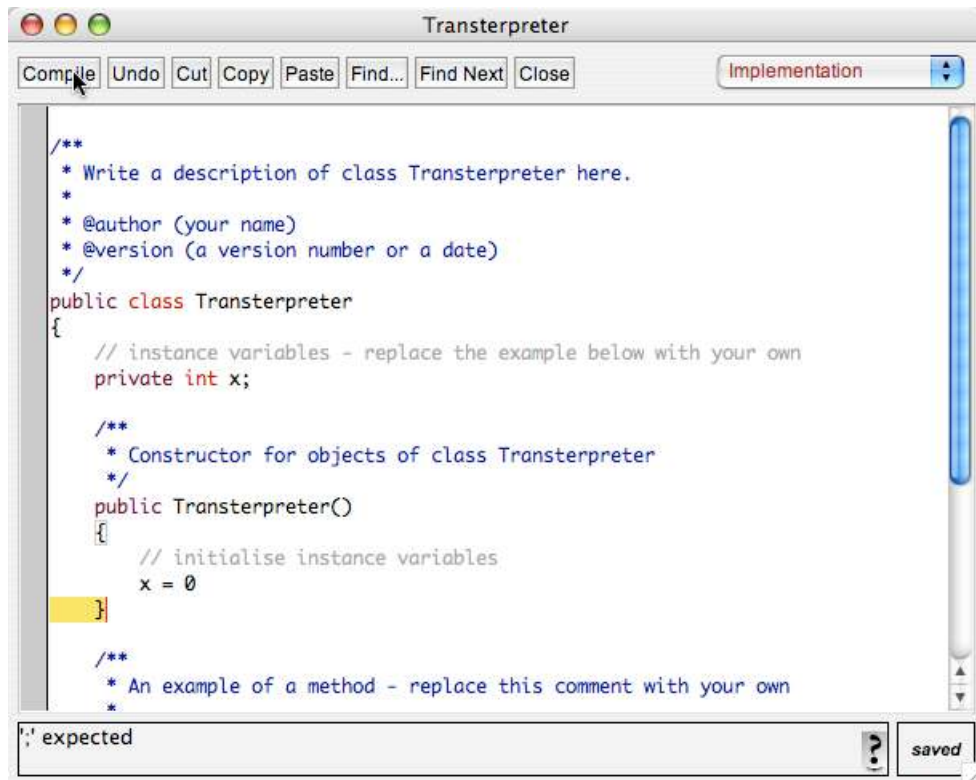 Transterpreter
Compile Undo Cut Copy Paste Find... Find Next Close Implementation
/**
 * Write a description of class Transterpreter here.
 *
 * @author (your name)
 * @version (a version number or a date)
 */
public class Transterpreter
{
    // instance variables - replace the example below with your own
    private int x;
    /**
     * Constructor for objects of class Transterpreter
     */
    public Transterpreter()
    {
        // initialise instance variables
        x = 0
    }
    /**
     * An example of a method - replace this comment with your own
     *
';' expected ? saved